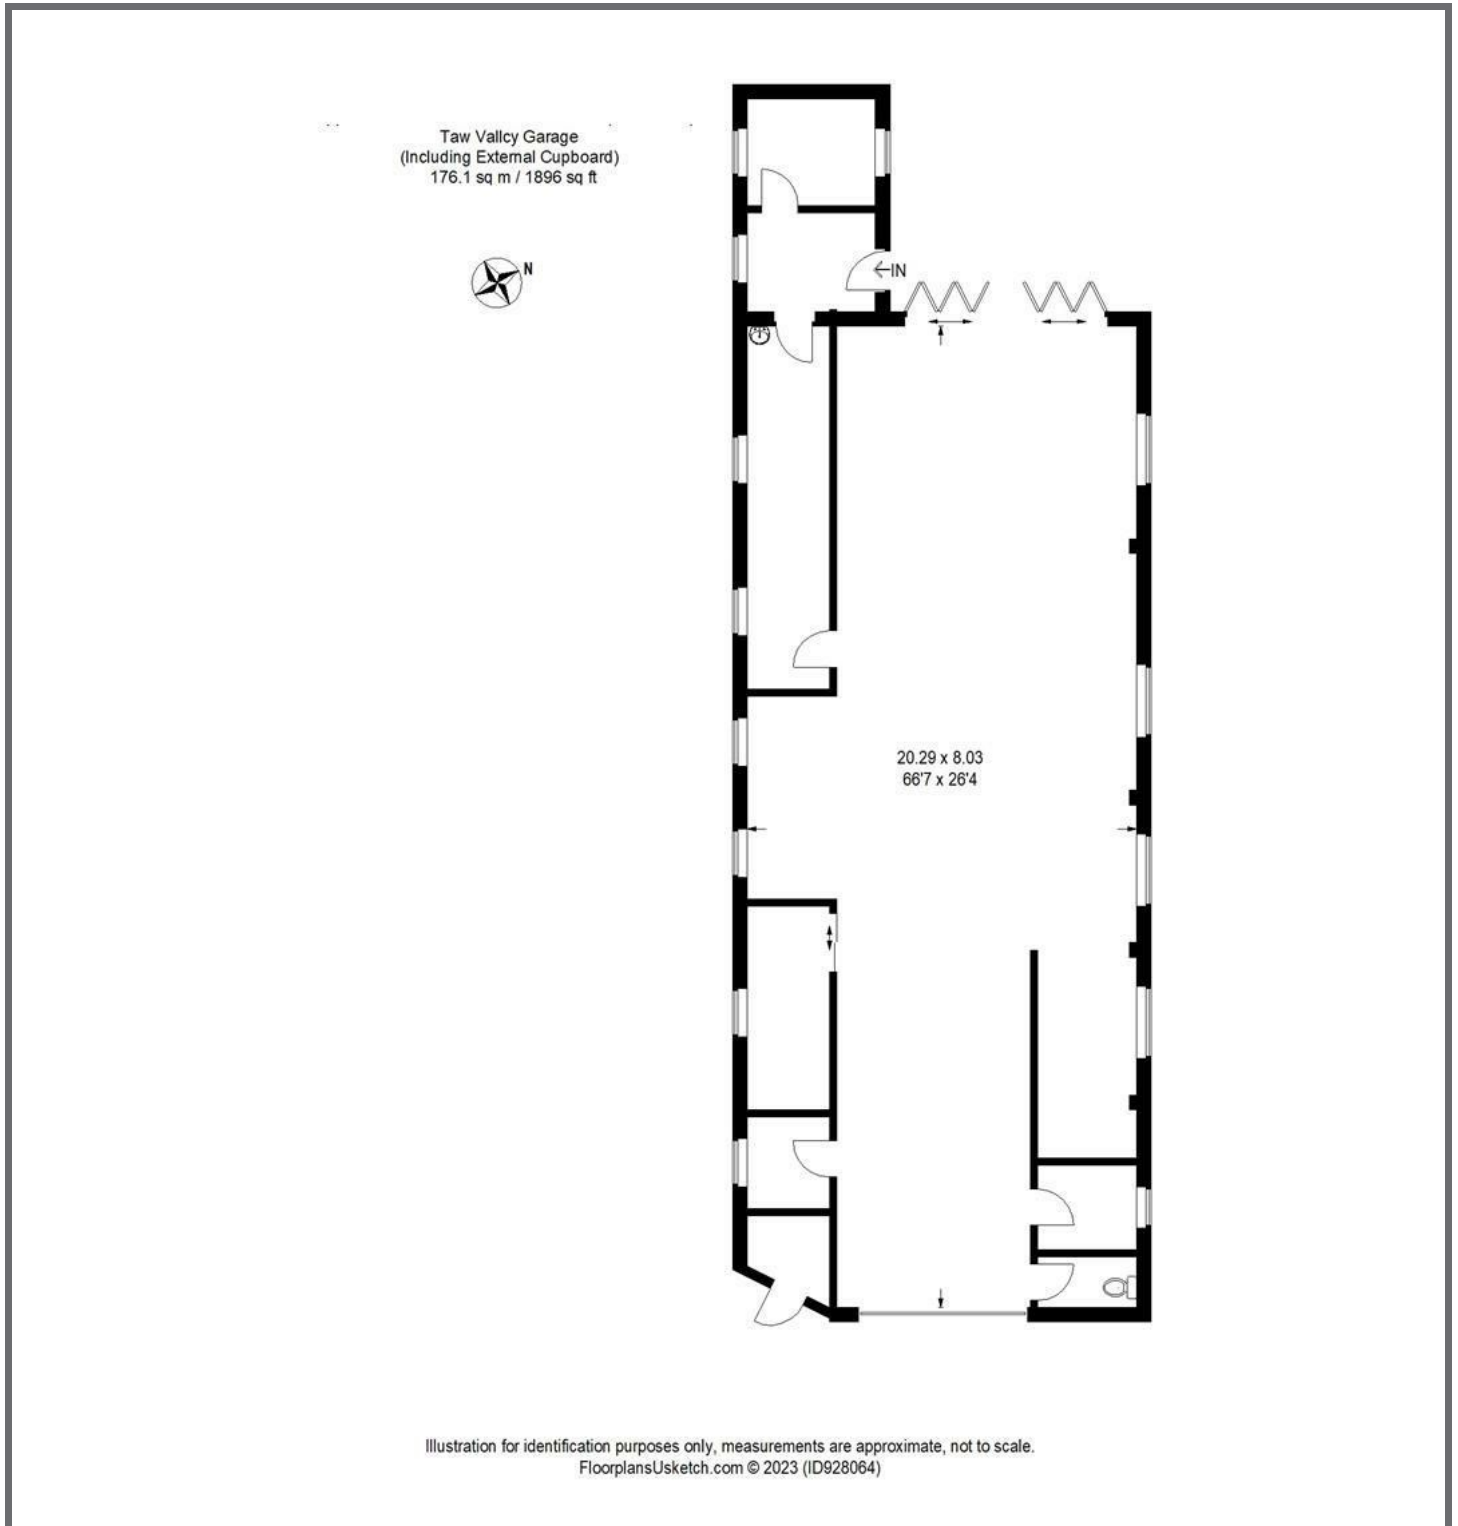 Taw Vallcy Garage
(Including External Cupboard)
176.1 sq m / 1896 sq ft
N
IN
20.29 x 8.03
66'7 x 26'4
Illustration for identification purposes only, measurements are approximate, not to scale.
FloorplansUsketch.com © 2023 (ID928064)